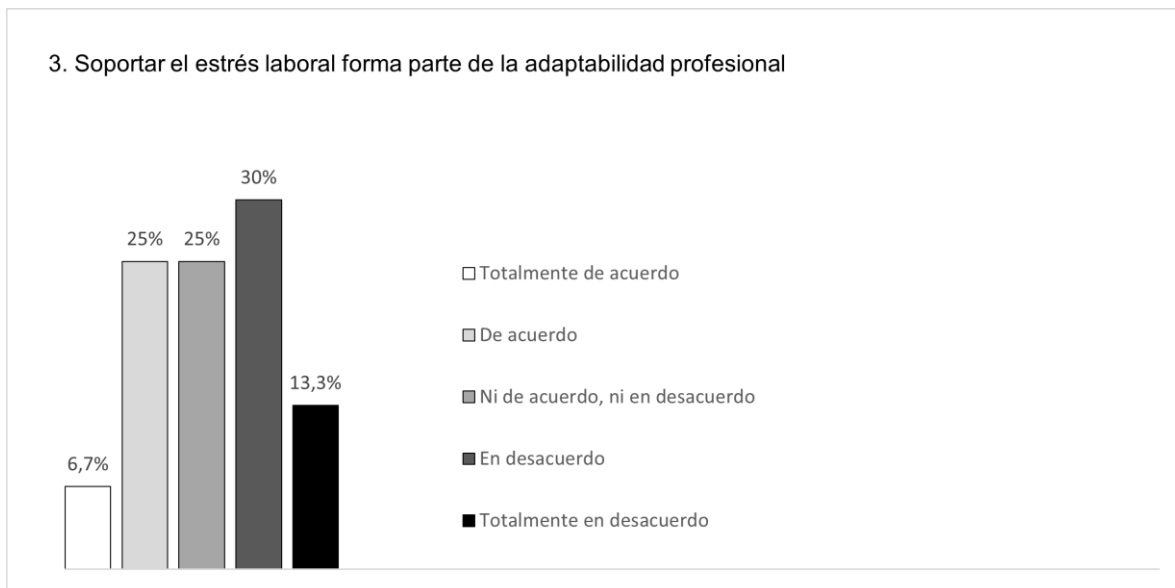 3. Soportar el estrés laboral forma parte de la adaptabilidad profesional
30%
25% 25%
13,3%
6,7%
Totalmente de acuerdo
De acuerdo
Ni de acuerdo, ni en desacuerdo
En desacuerdo
Totalmente en desacuerdo